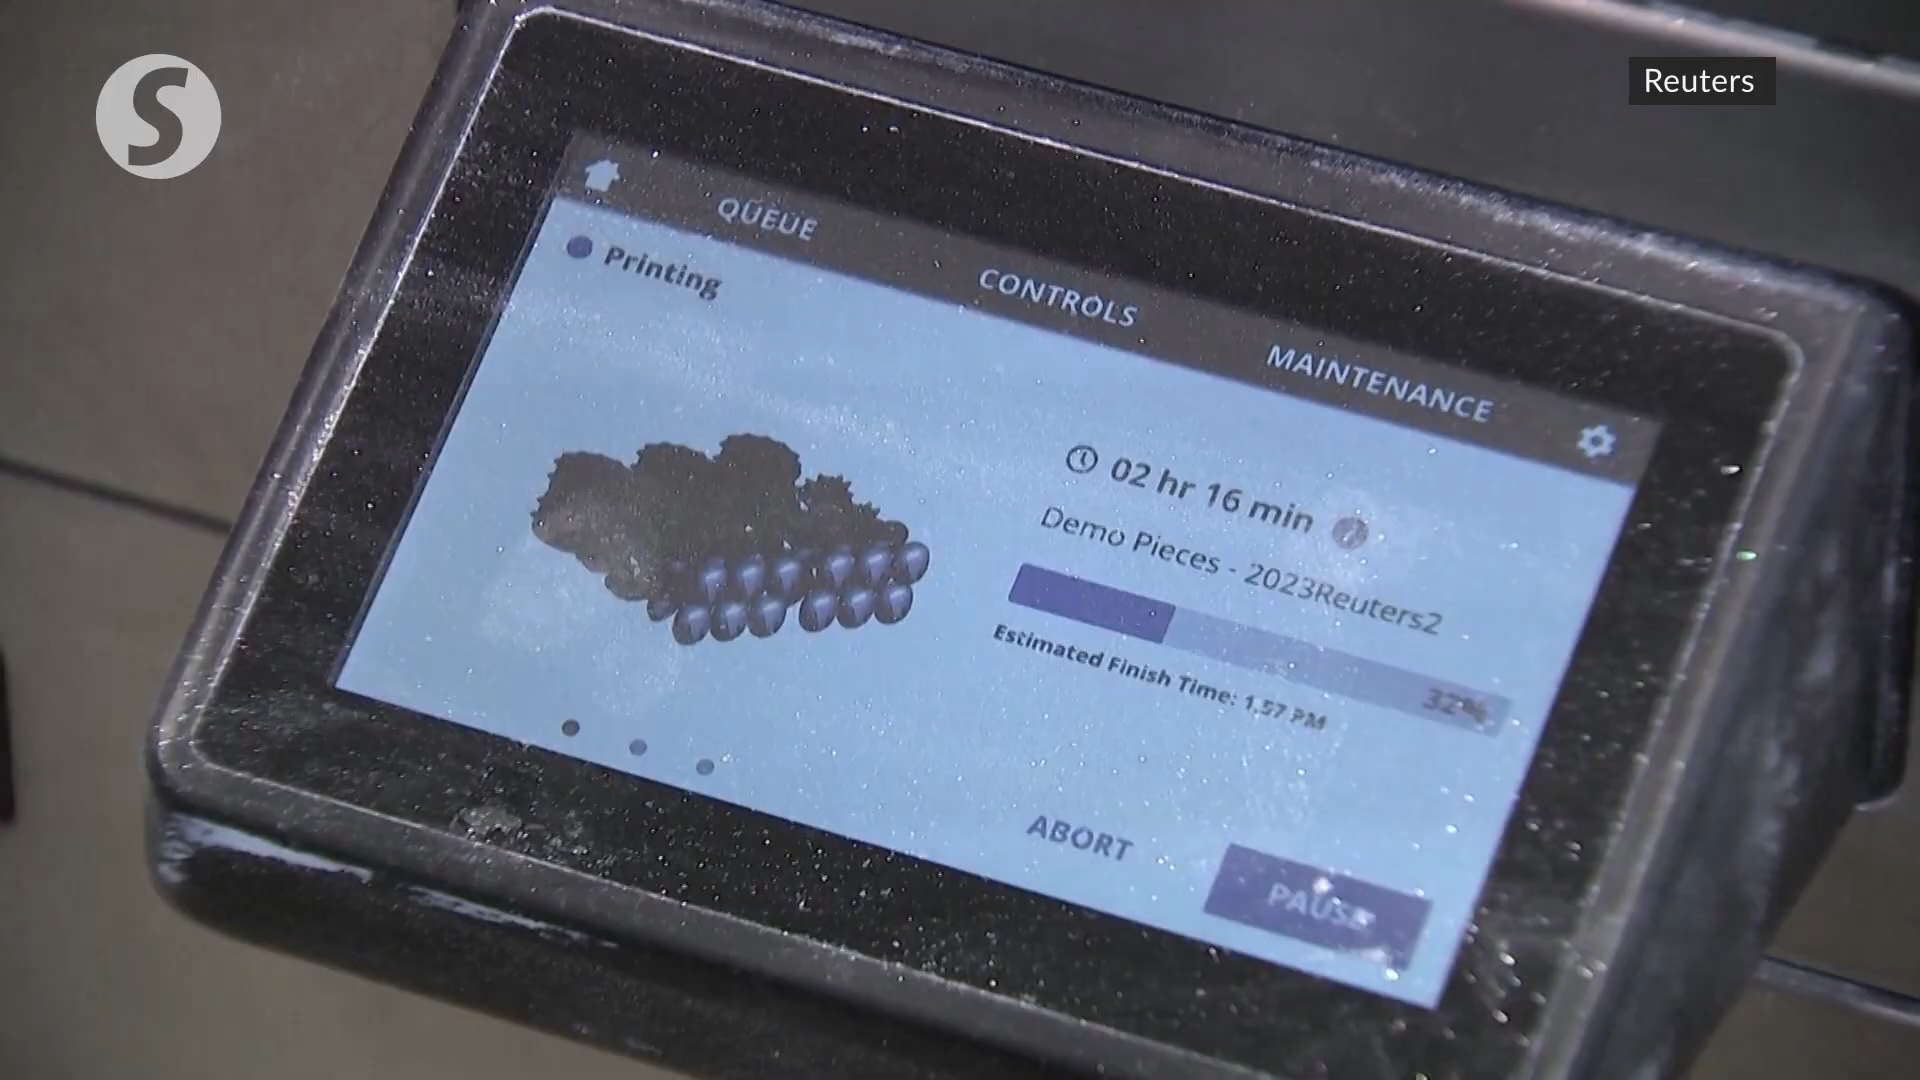 S
Reuters
QUEUE
CONTROLS
MAINTENANCE
Printing
02 hr 16 min
Demo Pieces - 2023Reuters2
32%
Estimated Finish Time: 1.57 PM
ABORT
PAUSE